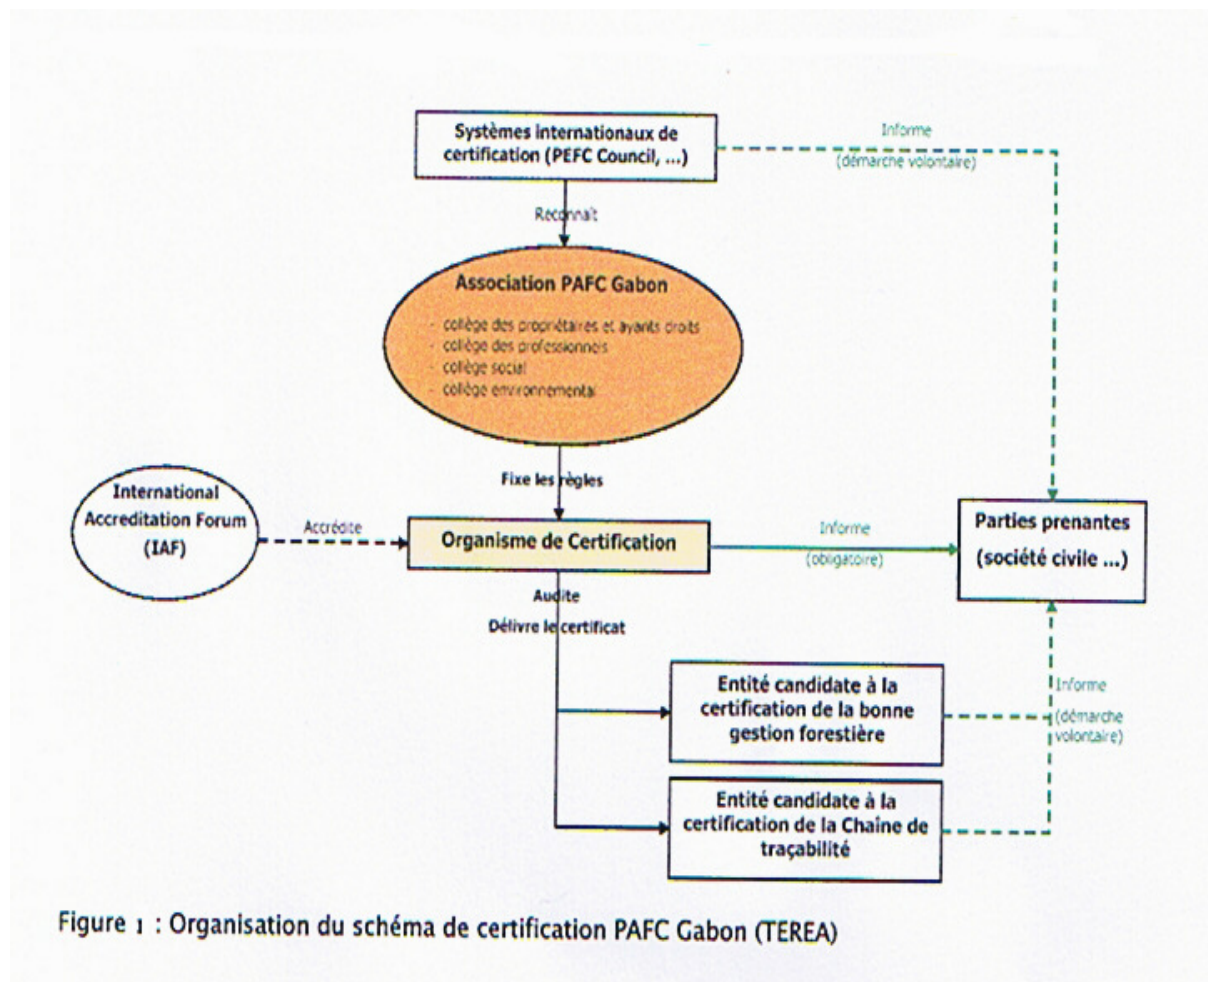 Systèmes internationaux de
certification (PEFC Council, ...)
Informe
(démarche volontaire)
Reconnaît
Association PAFC Gabon
- collège des propriétaires et ayants droits
- collège des professionnels
- collège social
- collège environnemental
Fixe les règles
International
Accreditation Forum
(IAF)
Accrédite
Organisme de Certification
Informe
(obligatoire)
Parties prenantes
(société civile ...)
Audite
Délivre le certificat
Entité candidate à la
certification de la bonne
gestion forestière
Informe
(démarche
volontaire)
Entité candidate à la
certification de la Chaîne de
traçabilité
Figure 1 : Organisation du schéma de certification PAFC Gabon (TEREA)